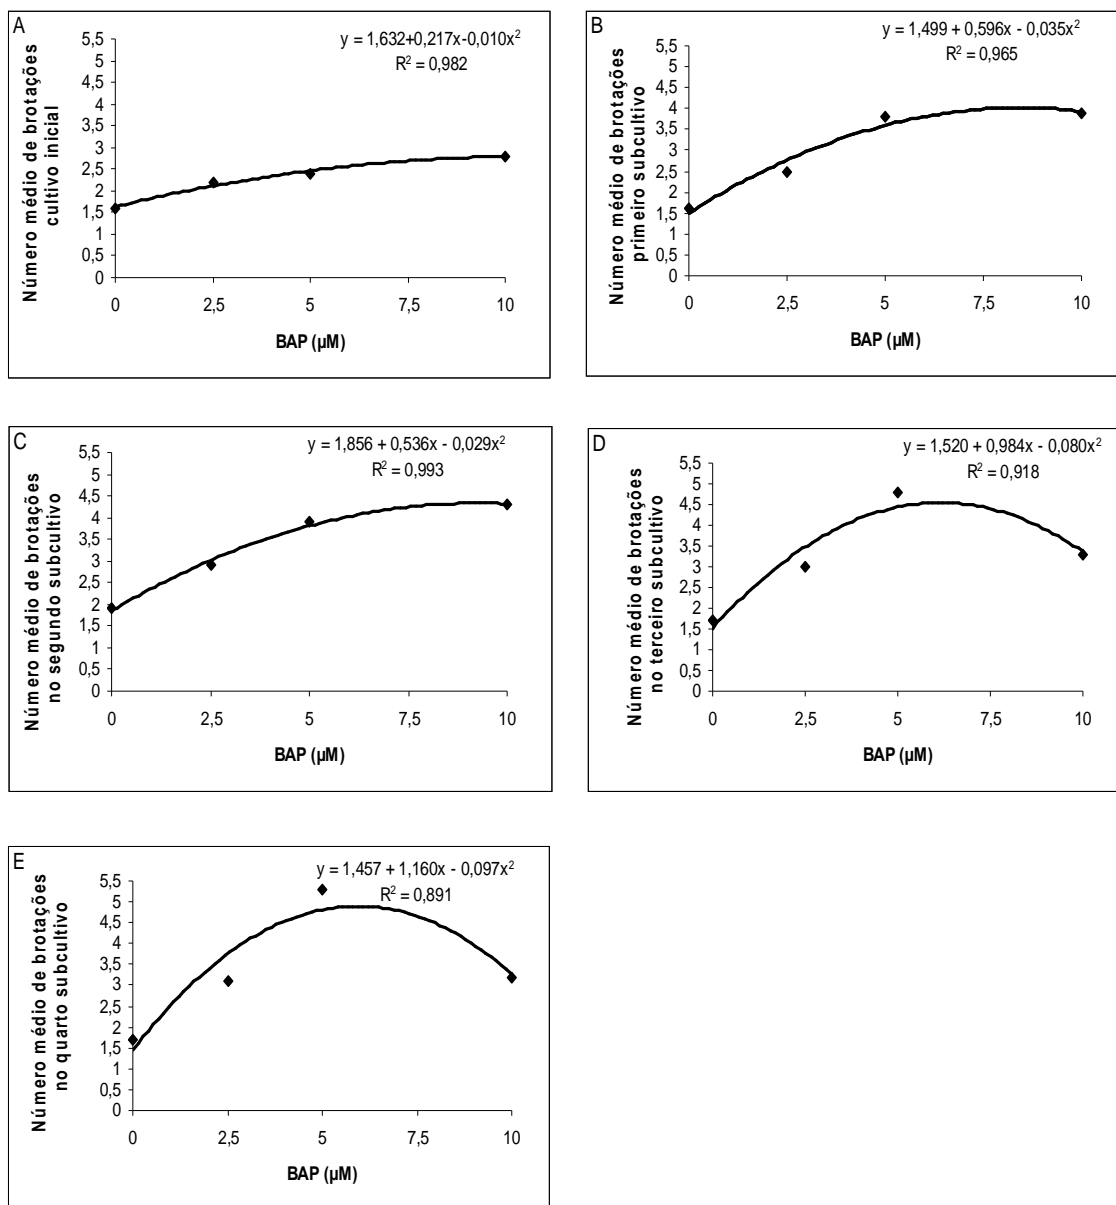 A
y = 1,632+0,217x-0,010x²
R² = 0,982
Número médio de brotações
cultivo inicial
5,5
5
4,5
4
3,5
3
2,5
2
1,5
1
0,5
0
0 2,5 5 7,5 10
BAP (µM)
B
y = 1,499 + 0,596x - 0,035x²
R² = 0,965
Número médio de brotações
primeiro subcultivo
5,5
5
4,5
4
3,5
3
2,5
2
1,5
1
0,5
0
0 2,5 5 7,5 10
BAP (µM)
C
y = 1,856 + 0,536x - 0,029x²
R² = 0,993
Número médio de brotações
no segundo subcultivo
5,5
5
4,5
4
3,5
3
2,5
2
1,5
1
0,5
0
0 2,5 5 7,5 10
BAP (µM)
D
y = 1,520 + 0,984x - 0,080x²
R² = 0,918
Número médio de brotações
no terceiro subcultivo
5,5
5
4,5
4
3,5
3
2,5
2
1,5
1
0,5
0
0 2,5 5 7,5 10
BAP (µM)
E
y = 1,457 + 1,160x - 0,097x²
R² = 0,891
Número médio de brotações
no quarto subcultivo
5,5
5
4,5
4
3,5
3
2,5
2
1,5
1
0,5
0
0 2,5 5 7,5 10
BAP (µM)